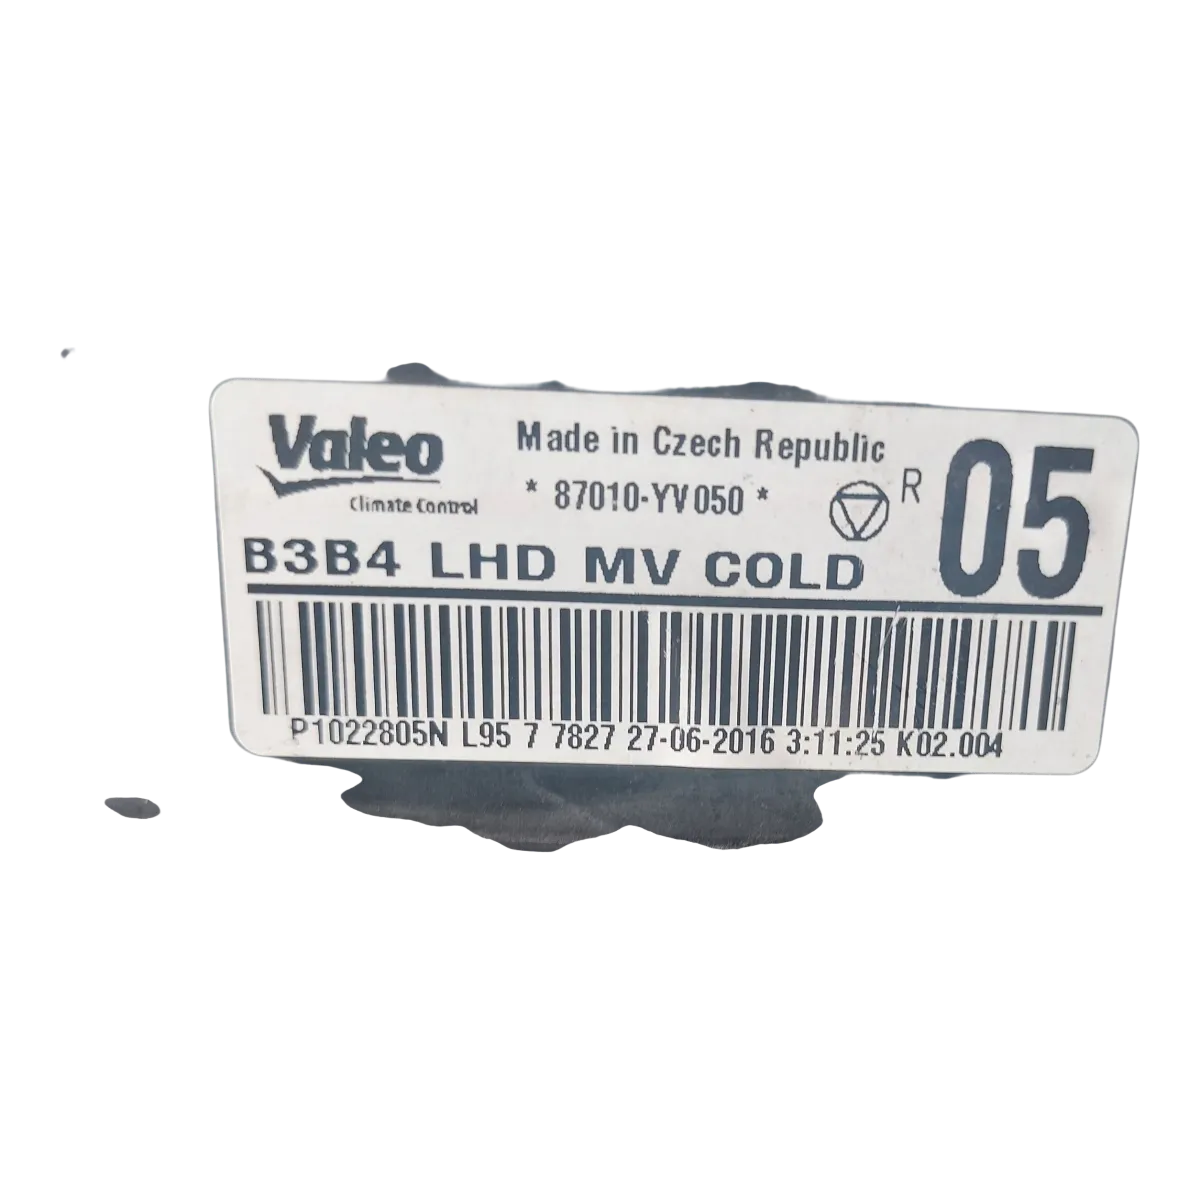 Valeo
Climate Control
Made in Czech Republic
* 87010-YV050 *
R
05
B3B4 LHD MV COLD
P1022805N L95 7 7827 27-06-2016 3:11:25 K02.004